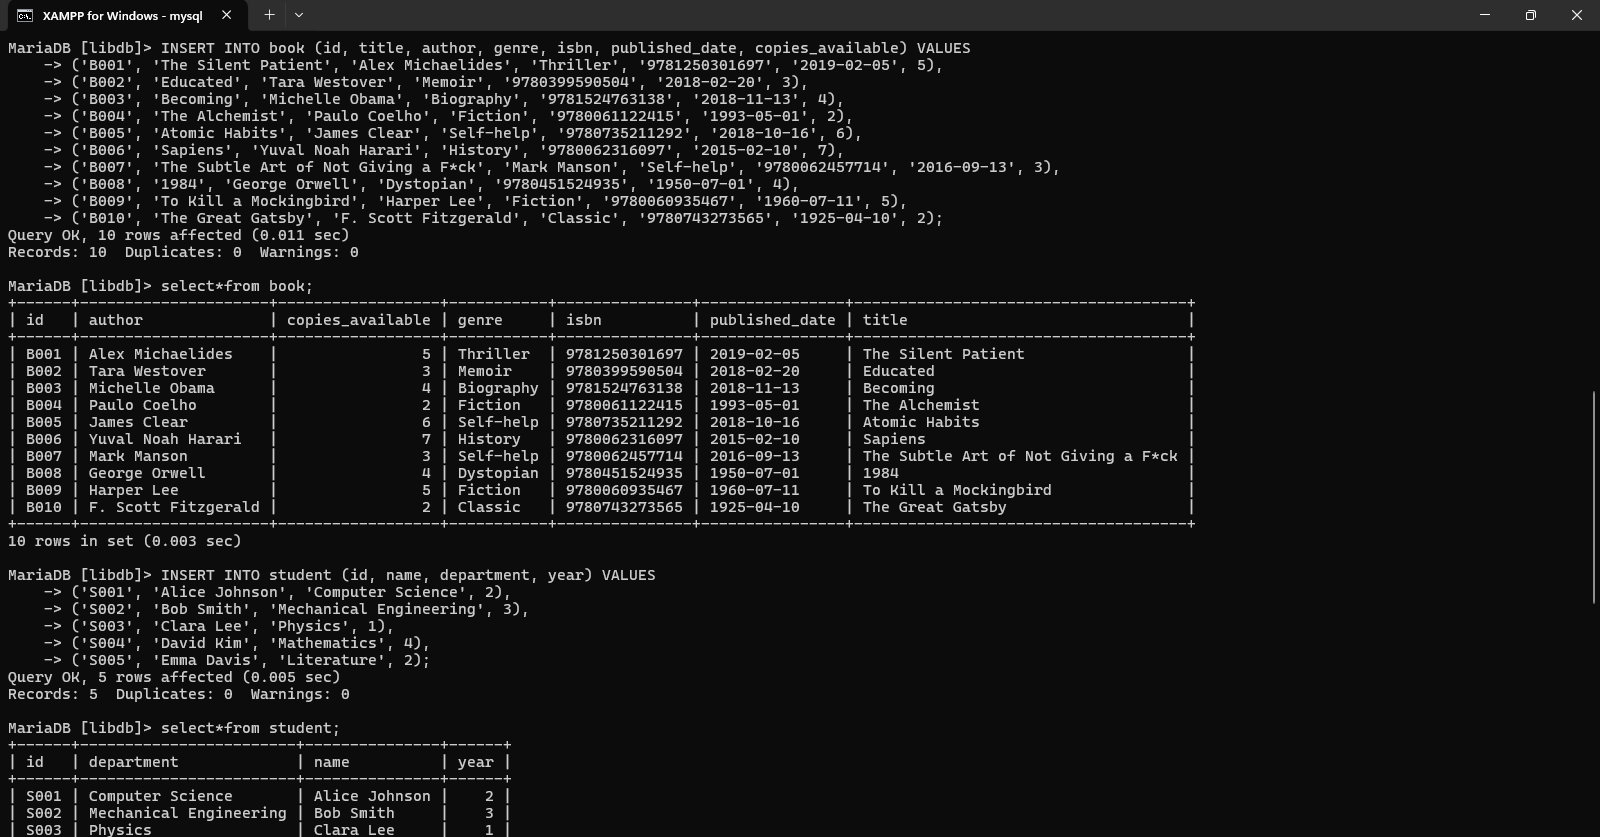 XAMPP for Windows - mysql
MariaDB [libdb]> INSERT INTO book (id, title, author, genre, isbn, published_date, copies_available) VALUES
    -> ('B001', 'The Silent Patient', 'Alex Michaelides', 'Thriller', '9781250301697', '2019-02-05', 5),
    -> ('B002', 'Educated', 'Tara Westover', 'Memoir', '9780399590504', '2018-02-20', 3),
    -> ('B003', 'Becoming', 'Michelle Obama', 'Biography', '9781524763138', '2018-11-13', 4),
    -> ('B004', 'The Alchemist', 'Paulo Coelho', 'Fiction', '9780061122415', '1993-05-01', 2),
    -> ('B005', 'Atomic Habits', 'James Clear', 'Self-help', '9780735211292', '2018-10-16', 6),
    -> ('B006', 'Sapiens', 'Yuval Noah Harari', 'History', '9780062316097', '2015-02-10', 7),
    -> ('B007', 'The Subtle Art of Not Giving a F*ck', 'Mark Manson', 'Self-help', '9780062457714', '2016-09-13', 3),
    -> ('B008', '1984', 'George Orwell', 'Dystopian', '9780451524935', '1950-07-01', 4),
    -> ('B009', 'To Kill a Mockingbird', 'Harper Lee', 'Fiction', '9780060935467', '1960-07-11', 5),
    -> ('B010', 'The Great Gatsby', 'F. Scott Fitzgerald', 'Classic', '9780743273565', '1925-04-10', 2);
Query OK, 10 rows affected (0.011 sec)
Records: 10  Duplicates: 0  Warnings: 0
MariaDB [libdb]> select*from book;
| id   | author              | copies_available | genre     | isbn          | published_date | title                               |
| B001 | Alex Michaelides    |                5 | Thriller  | 9781250301697 | 2019-02-05     | The Silent Patient                  |
| B002 | Tara Westover       |                3 | Memoir    | 9780399590504 | 2018-02-20     | Educated                            |
| B003 | Michelle Obama      |                4 | Biography | 9781524763138 | 2018-11-13     | Becoming                            |
| B004 | Paulo Coelho        |                2 | Fiction   | 9780061122415 | 1993-05-01     | The Alchemist                       |
| B005 | James Clear         |                6 | Self-help | 9780735211292 | 2018-10-16     | Atomic Habits                       |
| B006 | Yuval Noah Harari   |                7 | History   | 9780062316097 | 2015-02-10     | Sapiens                             |
| B007 | Mark Manson         |                3 | Self-help | 9780062457714 | 2016-09-13     | The Subtle Art of Not Giving a F*ck |
| B008 | George Orwell       |                4 | Dystopian | 9780451524935 | 1950-07-01     | 1984                                |
| B009 | Harper Lee          |                5 | Fiction   | 9780060935467 | 1960-07-11     | To Kill a Mockingbird               |
| B010 | F. Scott Fitzgerald |                2 | Classic   | 9780743273565 | 1925-04-10     | The Great Gatsby                    |
10 rows in set (0.003 sec)
MariaDB [libdb]> INSERT INTO student (id, name, department, year) VALUES
    -> ('S001', 'Alice Johnson', 'Computer Science', 2),
    -> ('S002', 'Bob Smith', 'Mechanical Engineering', 3),
    -> ('S003', 'Clara Lee', 'Physics', 1),
    -> ('S004', 'David Kim', 'Mathematics', 4),
    -> ('S005', 'Emma Davis', 'Literature', 2);
Query OK, 5 rows affected (0.005 sec)
Records: 5  Duplicates: 0  Warnings: 0
MariaDB [libdb]> select*from student;
| id   | department             | name          | year |
| S001 | Computer Science       | Alice Johnson |    2 |
| S002 | Mechanical Engineering | Bob Smith     |    3 |
| S003 | Physics                | Clara Lee     |    1 |